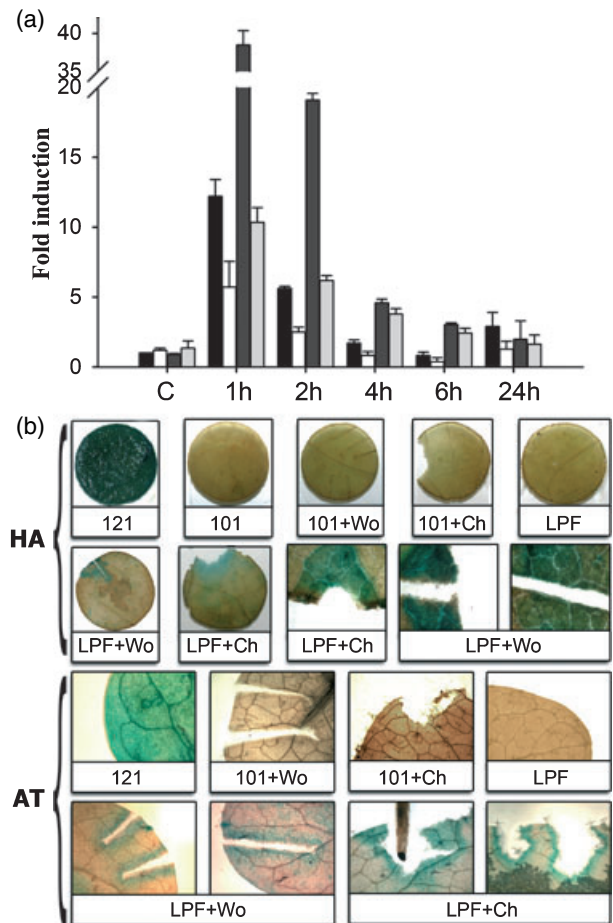 (a)
40
35
20
15
10
5
0
Fold induction
C 1h 2h 4h 6h 24h
(b)
HA
121 101 101+Wo 101+Ch LPF
LPF+Wo LPF+Ch LPF+Ch LPF+Wo
AT
121 101+Wo 101+Ch LPF
LPF+Wo LPF+Ch